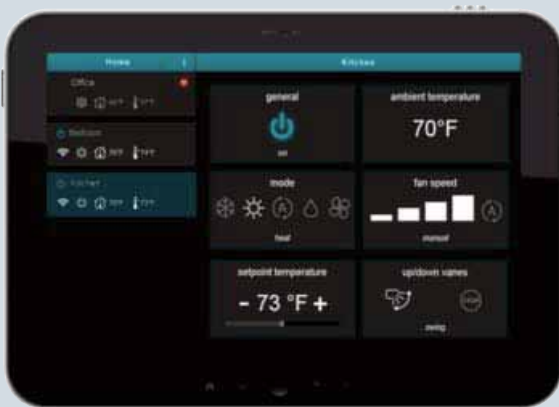 Home
Kitchen
Office
Bedroom
Kitchen
general
on
ambient temperature
70°F
mode
heat
fan speed
manual
setpoint temperature
- 73 °F +
up/down vanes
swing